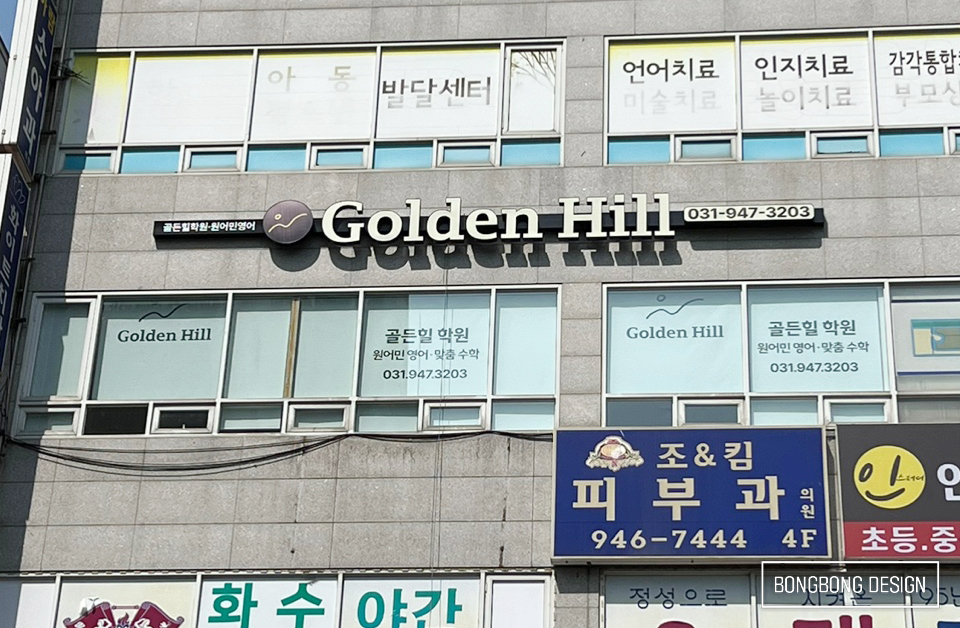 아 동
발달센터
언어치료
미술치료
인지치료
놀이치료
감각통합
부모상
골든힐학원·원어민영어
Golden Hill
031-947-3203
Golden Hill
골든힐 학원
원어민 영어·맞춤 수학
031.947.3203
Golden Hill
골든힐 학원
원어민 영어·맞춤 수학
031.947.3203
조&킴
피부과
의원
946-7444 4F
인
초등.중
화 수 야간
정성으로
BONGBONG DESIGN